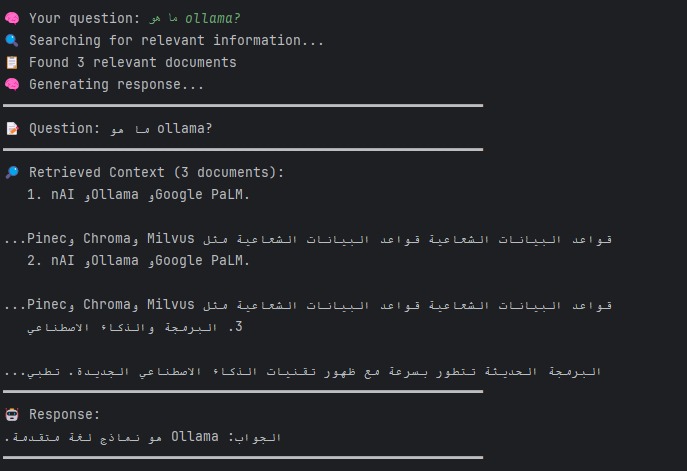 🧠 Your question: ما هو ollama?
🔍 Searching for relevant information...
📋 Found 3 relevant documents
🧠 Generating response...
📝 Question: ما هو ollama?
🔎 Retrieved Context (3 documents):
1. nAI وOllama وGoogle PaLM.
قواعد البيانات الشعاعية قواعد البيانات الشعاعية مثل Milvus وChroma وPinec...
2. nAI وOllama وGoogle PaLM.
قواعد البيانات الشعاعية قواعد البيانات الشعاعية مثل Milvus وChroma وPinec...
3. البرمجة والذكاء الاصطناعي
البرمجة الحديثة تتطور بسرعة مع ظهور تقنيات الذكاء الاصطناعي الجديدة. تطبي...
🤖 Response:
الجواب: Ollama هو نماذج لغة متقدمة.